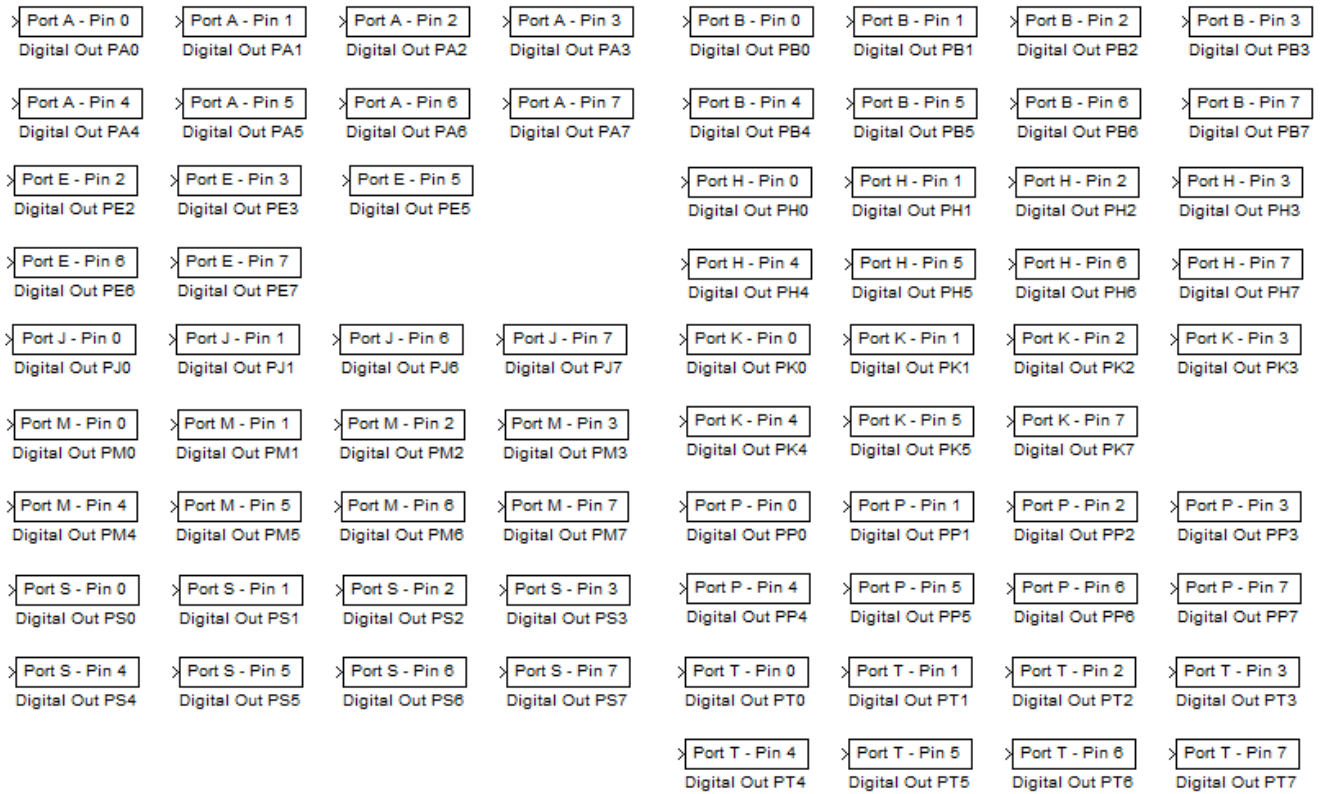 Port A - Pin 0 Port A - Pin 1 Port A - Pin 2 Port A - Pin 3 Port B - Pin 0 Port B - Pin 1 Port B - Pin 2 Port B - Pin 3
Digital Out PA0 Digital Out PA1 Digital Out PA2 Digital Out PA3 Digital Out PB0 Digital Out PB1 Digital Out PB2 Digital Out PB3
Port A - Pin 4 Port A - Pin 5 Port A - Pin 6 Port A - Pin 7 Port B - Pin 4 Port B - Pin 5 Port B - Pin 6 Port B - Pin 7
Digital Out PA4 Digital Out PA5 Digital Out PA6 Digital Out PA7 Digital Out PB4 Digital Out PB5 Digital Out PB6 Digital Out PB7
Port E - Pin 2 Port E - Pin 3 Port E - Pin 5 Port H - Pin 0 Port H - Pin 1 Port H - Pin 2 Port H - Pin 3
Digital Out PE2 Digital Out PE3 Digital Out PE5 Digital Out PH0 Digital Out PH1 Digital Out PH2 Digital Out PH3
Port E - Pin 6 Port E - Pin 7 Port H - Pin 4 Port H - Pin 5 Port H - Pin 6 Port H - Pin 7
Digital Out PE6 Digital Out PE7 Digital Out PH4 Digital Out PH5 Digital Out PH6 Digital Out PH7
Port J - Pin 0 Port J - Pin 1 Port J - Pin 6 Port J - Pin 7 Port K - Pin 0 Port K - Pin 1 Port K - Pin 2 Port K - Pin 3
Digital Out PJ0 Digital Out PJ1 Digital Out PJ6 Digital Out PJ7 Digital Out PK0 Digital Out PK1 Digital Out PK2 Digital Out PK3
Port M - Pin 0 Port M - Pin 1 Port M - Pin 2 Port M - Pin 3 Port K - Pin 4 Port K - Pin 5 Port K - Pin 7
Digital Out PM0 Digital Out PM1 Digital Out PM2 Digital Out PM3 Digital Out PK4 Digital Out PK5 Digital Out PK7
Port M - Pin 4 Port M - Pin 5 Port M - Pin 6 Port M - Pin 7 Port P - Pin 0 Port P - Pin 1 Port P - Pin 2 Port P - Pin 3
Digital Out PM4 Digital Out PM5 Digital Out PM6 Digital Out PM7 Digital Out PP0 Digital Out PP1 Digital Out PP2 Digital Out PP3
Port S - Pin 0 Port S - Pin 1 Port S - Pin 2 Port S - Pin 3 Port P - Pin 4 Port P - Pin 5 Port P - Pin 6 Port P - Pin 7
Digital Out PS0 Digital Out PS1 Digital Out PS2 Digital Out PS3 Digital Out PP4 Digital Out PP5 Digital Out PP6 Digital Out PP7
Port S - Pin 4 Port S - Pin 5 Port S - Pin 6 Port S - Pin 7 Port T - Pin 0 Port T - Pin 1 Port T - Pin 2 Port T - Pin 3
Digital Out PS4 Digital Out PS5 Digital Out PS6 Digital Out PS7 Digital Out PT0 Digital Out PT1 Digital Out PT2 Digital Out PT3
Port T - Pin 4 Port T - Pin 5 Port T - Pin 6 Port T - Pin 7
Digital Out PT4 Digital Out PT5 Digital Out PT6 Digital Out PT7